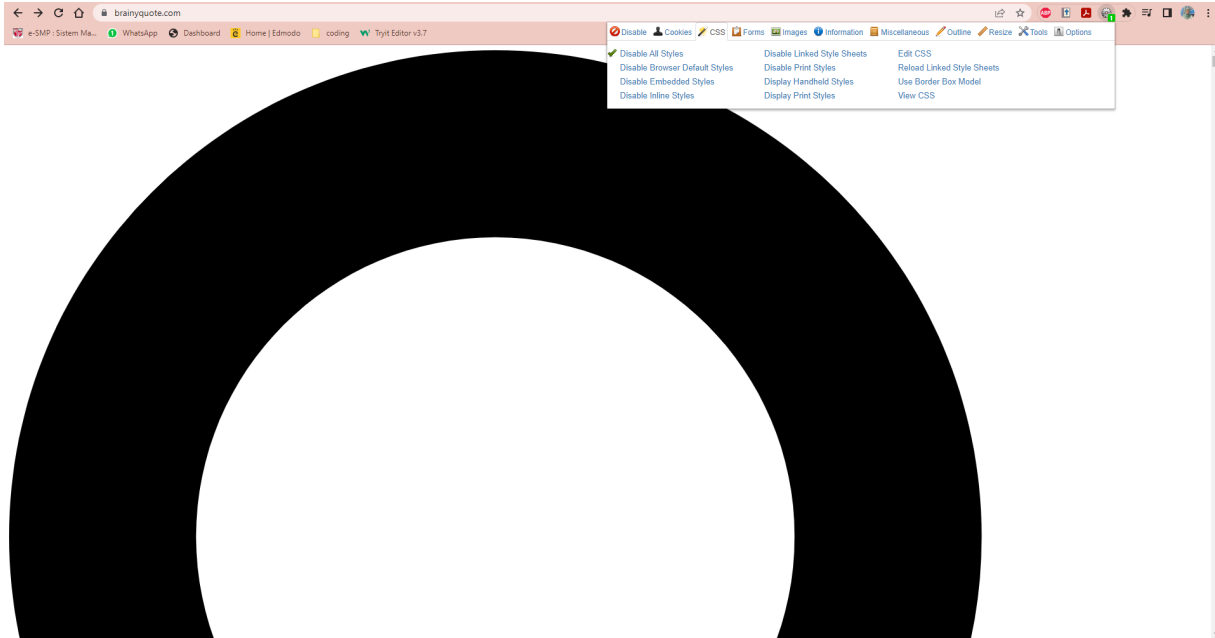 brainyquote.com
ABP
1
e-SMP : Sistem Ma... WhatsApp Dashboard Home | Edmodo coding Tryit Editor v3.7
Disable Cookies CSS Forms Images Information Miscellaneous Outline Resize Tools Options
Disable All Styles Disable Linked Style Sheets Edit CSS
Disable Browser Default Styles Disable Print Styles Reload Linked Style Sheets
Disable Embedded Styles Display Handheld Styles Use Border Box Model
Disable Inline Styles Display Print Styles View CSS